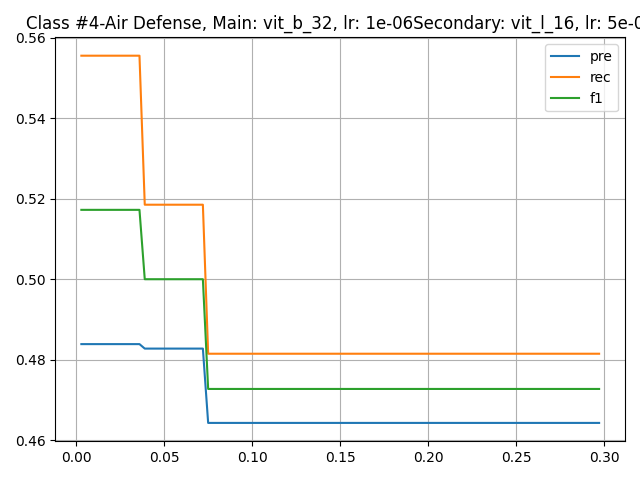 Class #4-Air Defense, Main: vit_b_32, lr: 1e-06Secondary: vit_l_16, lr: 5e-0
0.56
0.54
0.52
0.50
0.48
0.46
pre
rec
f1
0.00 0.05 0.10 0.15 0.20 0.25 0.30